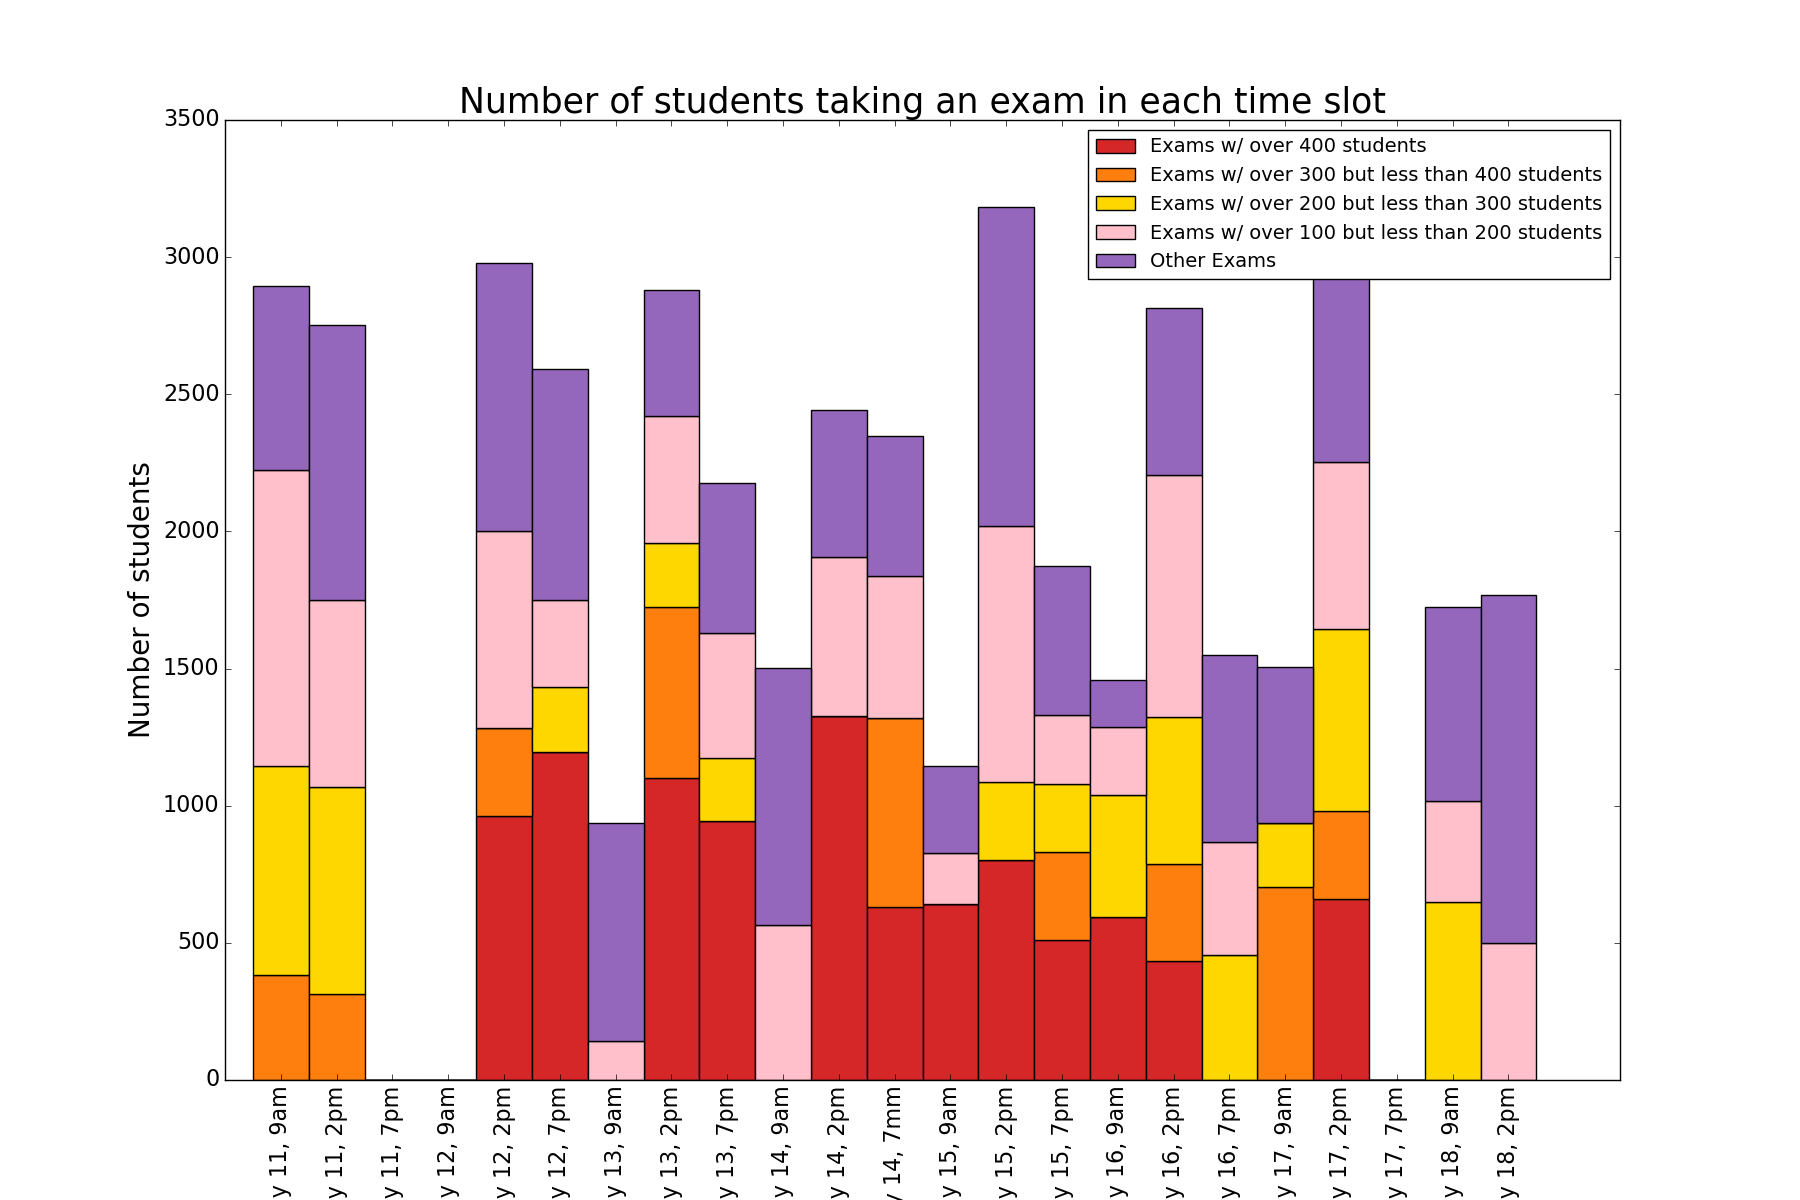 Number of students taking an exam in each time slot
Exams w/ over 400 students
Exams w/ over 300 but less than 400 students
Exams w/ over 200 but less than 300 students
Exams w/ over 100 but less than 200 students
Other Exams
Number of students
3500
3000
2500
2000
1500
1000
500
0
y 11, 9am
y 11, 2pm
y 11, 7pm
y 12, 9am
y 12, 2pm
y 12, 7pm
y 13, 9am
y 13, 2pm
y 13, 7pm
y 14, 9am
y 14, 2pm
y 14, 7mm
y 15, 9am
y 15, 2pm
y 15, 7pm
y 16, 9am
y 16, 2pm
y 16, 7pm
y 17, 9am
y 17, 2pm
y 17, 7pm
y 18, 9am
y 18, 2pm